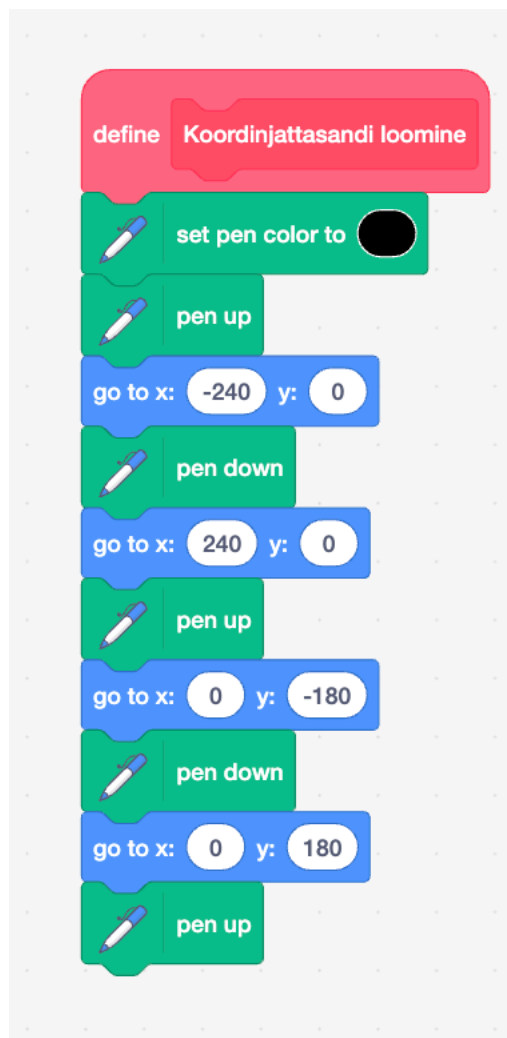 define Koordinjattasandi loomine
set pen color to
pen up
go to x: -240 y: 0
pen down
go to x: 240 y: 0
pen up
go to x: 0 y: -180
pen down
go to x: 0 y: 180
pen up